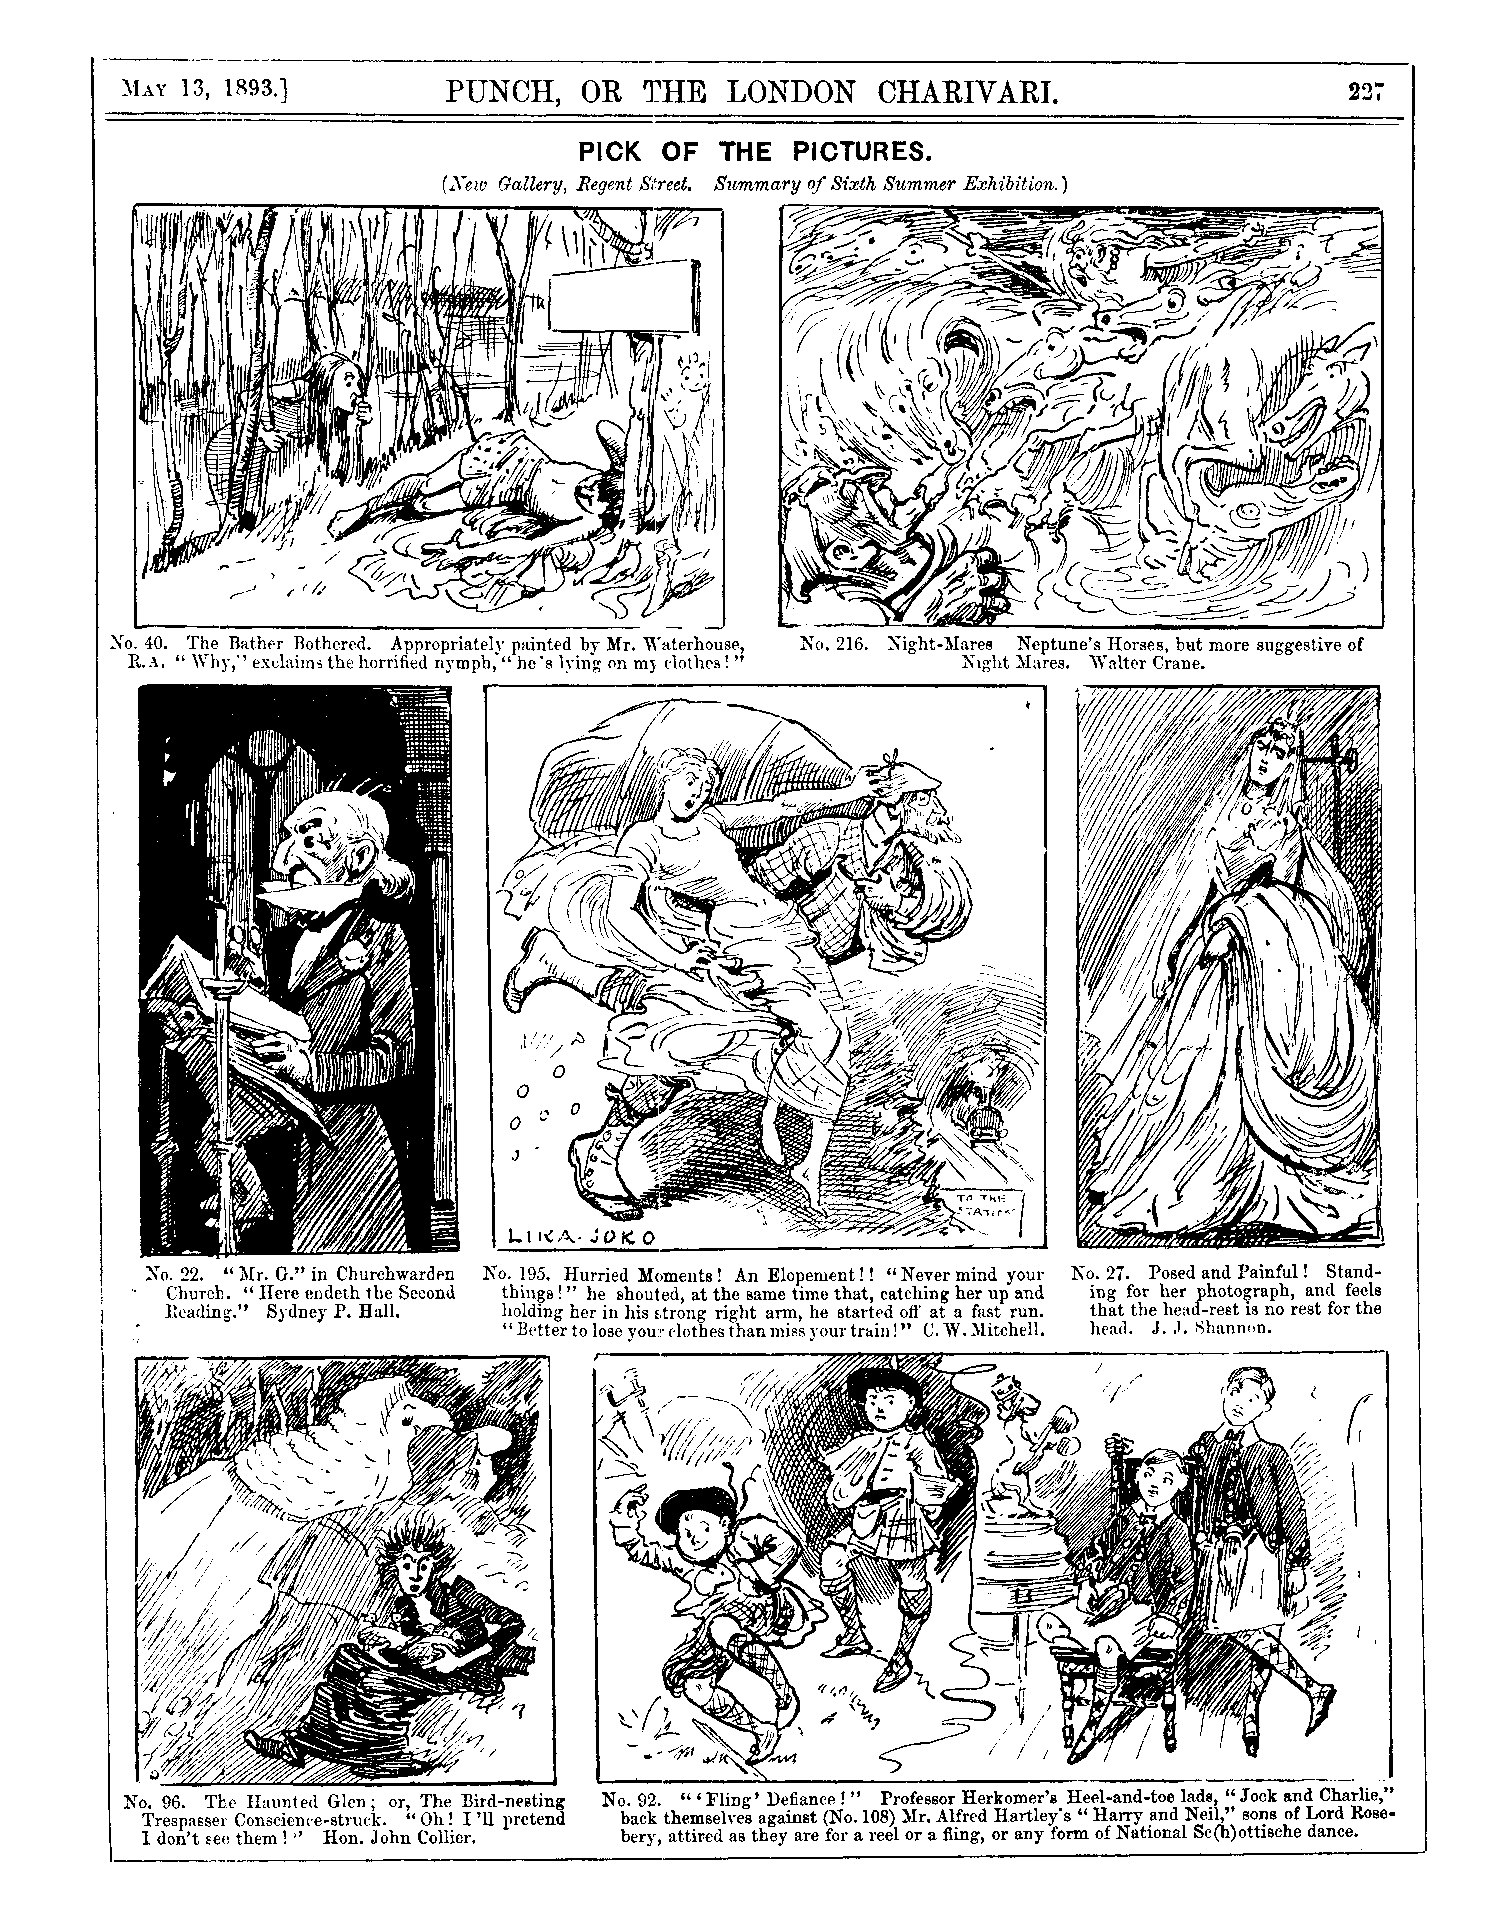 MAY 13, 1893.] PUNCH, OR THE LONDON CHARIVARI. 227
PICK OF THE PICTURES.
(New Gallery, Regent Street. Summary of Sixth Summer Exhibition.)
No. 40. The Bather Bothered. Appropriately painted by Mr. Waterhouse,
R.A. "Why," exclaims the horrified nymph, "he's lying on my clothes!"
No. 216. Night-Mares Neptune's Horses, but more suggestive of
Night Mares. Walter Crane.
TO THE
STATION
LIKA-JOKO
No. 22. "Mr. G." in Churchwarden
Church. "Here endeth the Second
Reading." Sydney P. Hall.
No. 195. Hurried Moments! An Elopement!! "Never mind your
things!" he shouted, at the same time that, catching her up and
holding her in his strong right arm, he started off at a fast run.
"Better to lose your clothes than miss your train!" C. W. Mitchell.
No. 27. Posed and Painful! Stand-
ing for her photograph, and feels
that the head-rest is no rest for the
head. J. J. Shannon.
No. 96. The Haunted Glen; or, The Bird-nesting
Trespasser Conscience-struck. "Oh! I'll pretend
I don't see them!" Hon. John Collier.
No. 92. "'Fling' Defiance!" Professor Herkomer's Heel-and-toe lads, "Jock and Charlie,"
back themselves against (No. 108) Mr. Alfred Hartley's "Harry and Neil," sons of Lord Rose-
bery, attired as they are for a reel or a fling, or any form of National Sc(h)ottische dance.